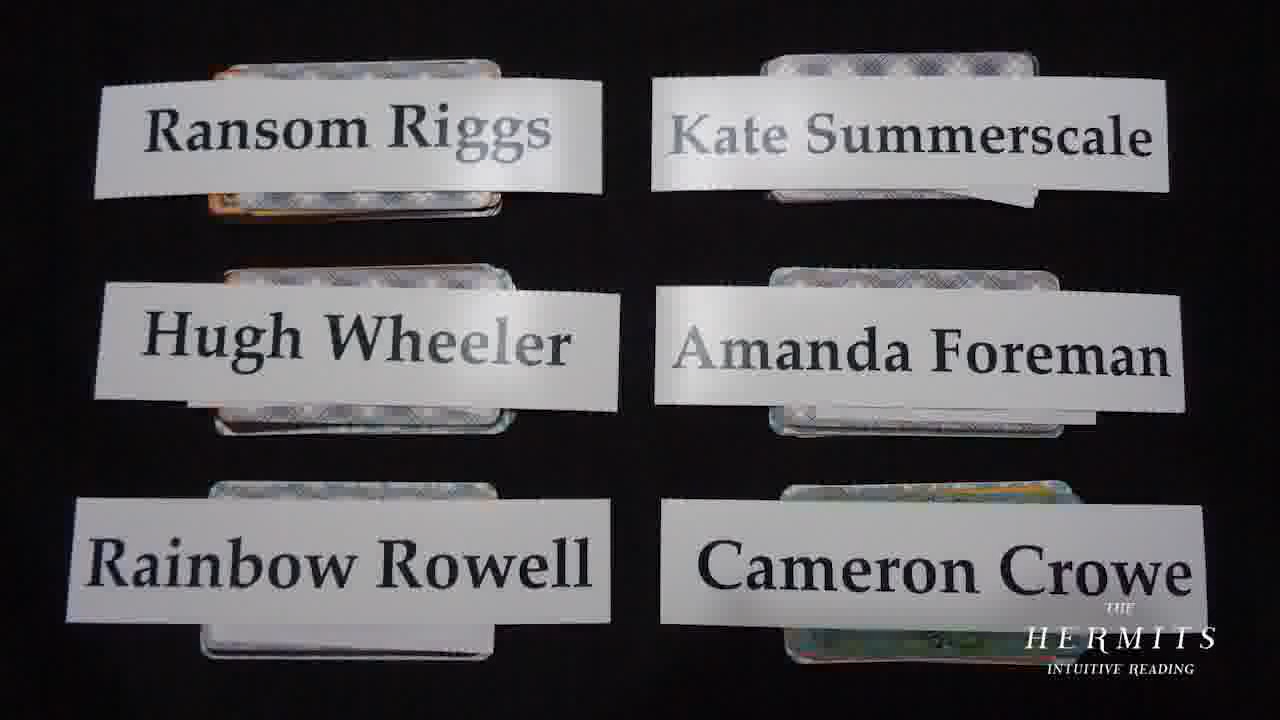 Ransom Riggs
Kate Summerscale
Hugh Wheeler
Amanda Foreman
Rainbow Rowell
Cameron Crowe
THE
HERMITS
INTUITIVE READING